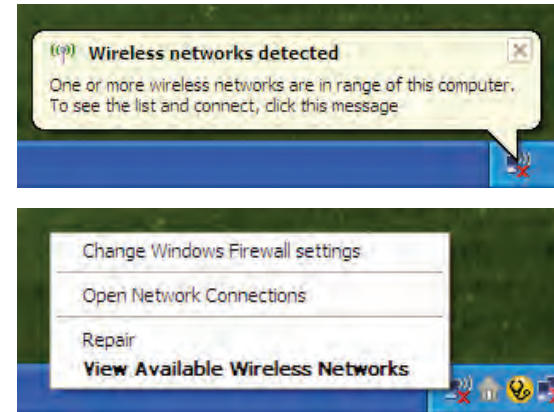 Wireless networks detected
One or more wireless networks are in range of this computer.
To see the list and connect, click this message
Change Windows Firewall settings
Open Network Connections
Repair
View Available Wireless Networks